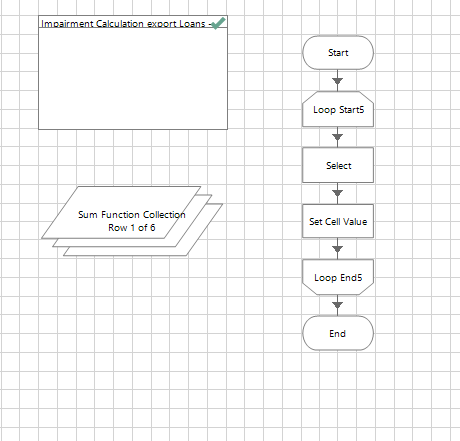 Impairment Calculation export Loans -
Start
Loop Start5
Select
Sum Function Collection
Row 1 of 6
Set Cell Value
Loop End5
End